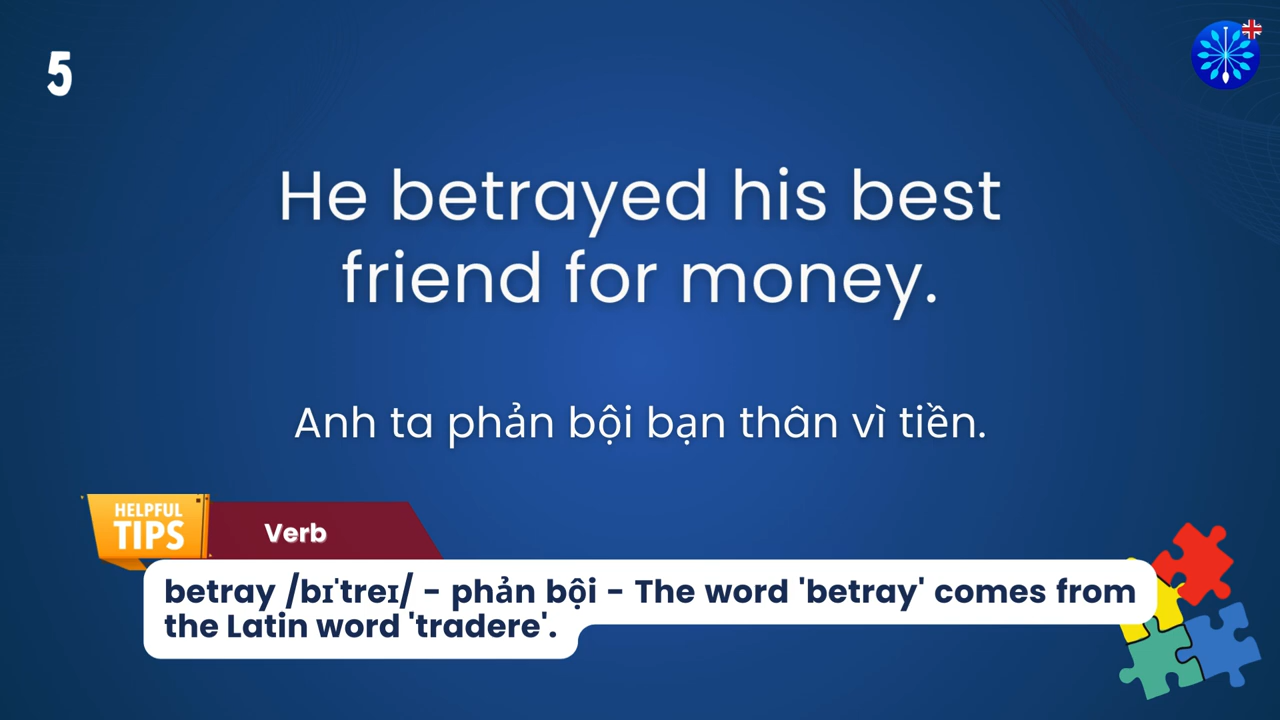 5
He betrayed his best
friend for money.
Anh ta phản bội bạn thân vì tiền.
HELPFUL
TIPS
Verb
betray /bɪˈtreɪ/ - phản bội - The word 'betray' comes from
the Latin word 'tradere'.